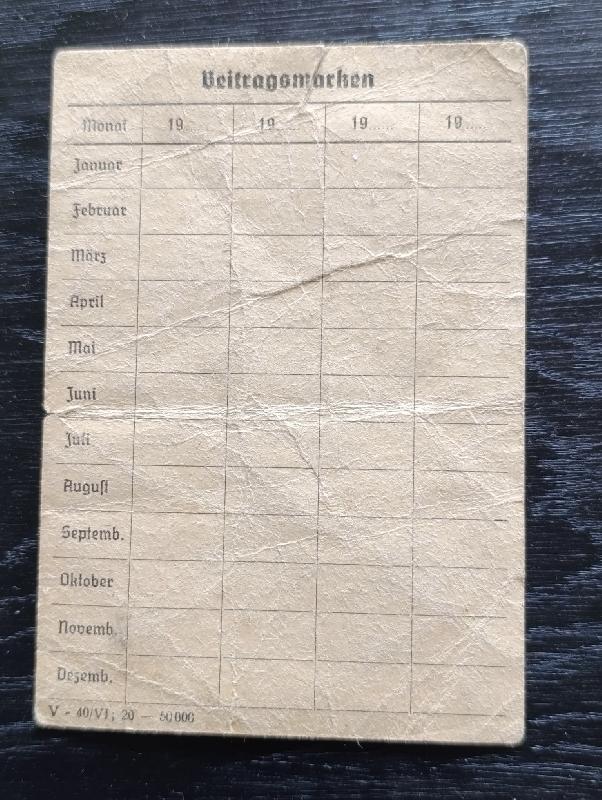 Beitragsmarken
Monat 19...... 19...... 19...... 19......
Januar
Februar
März
April
Mai
Juni
Juli
August
Septemb.
Oktober
Novemb.
Dezemb.
V - 40/VI; 20 — 50000